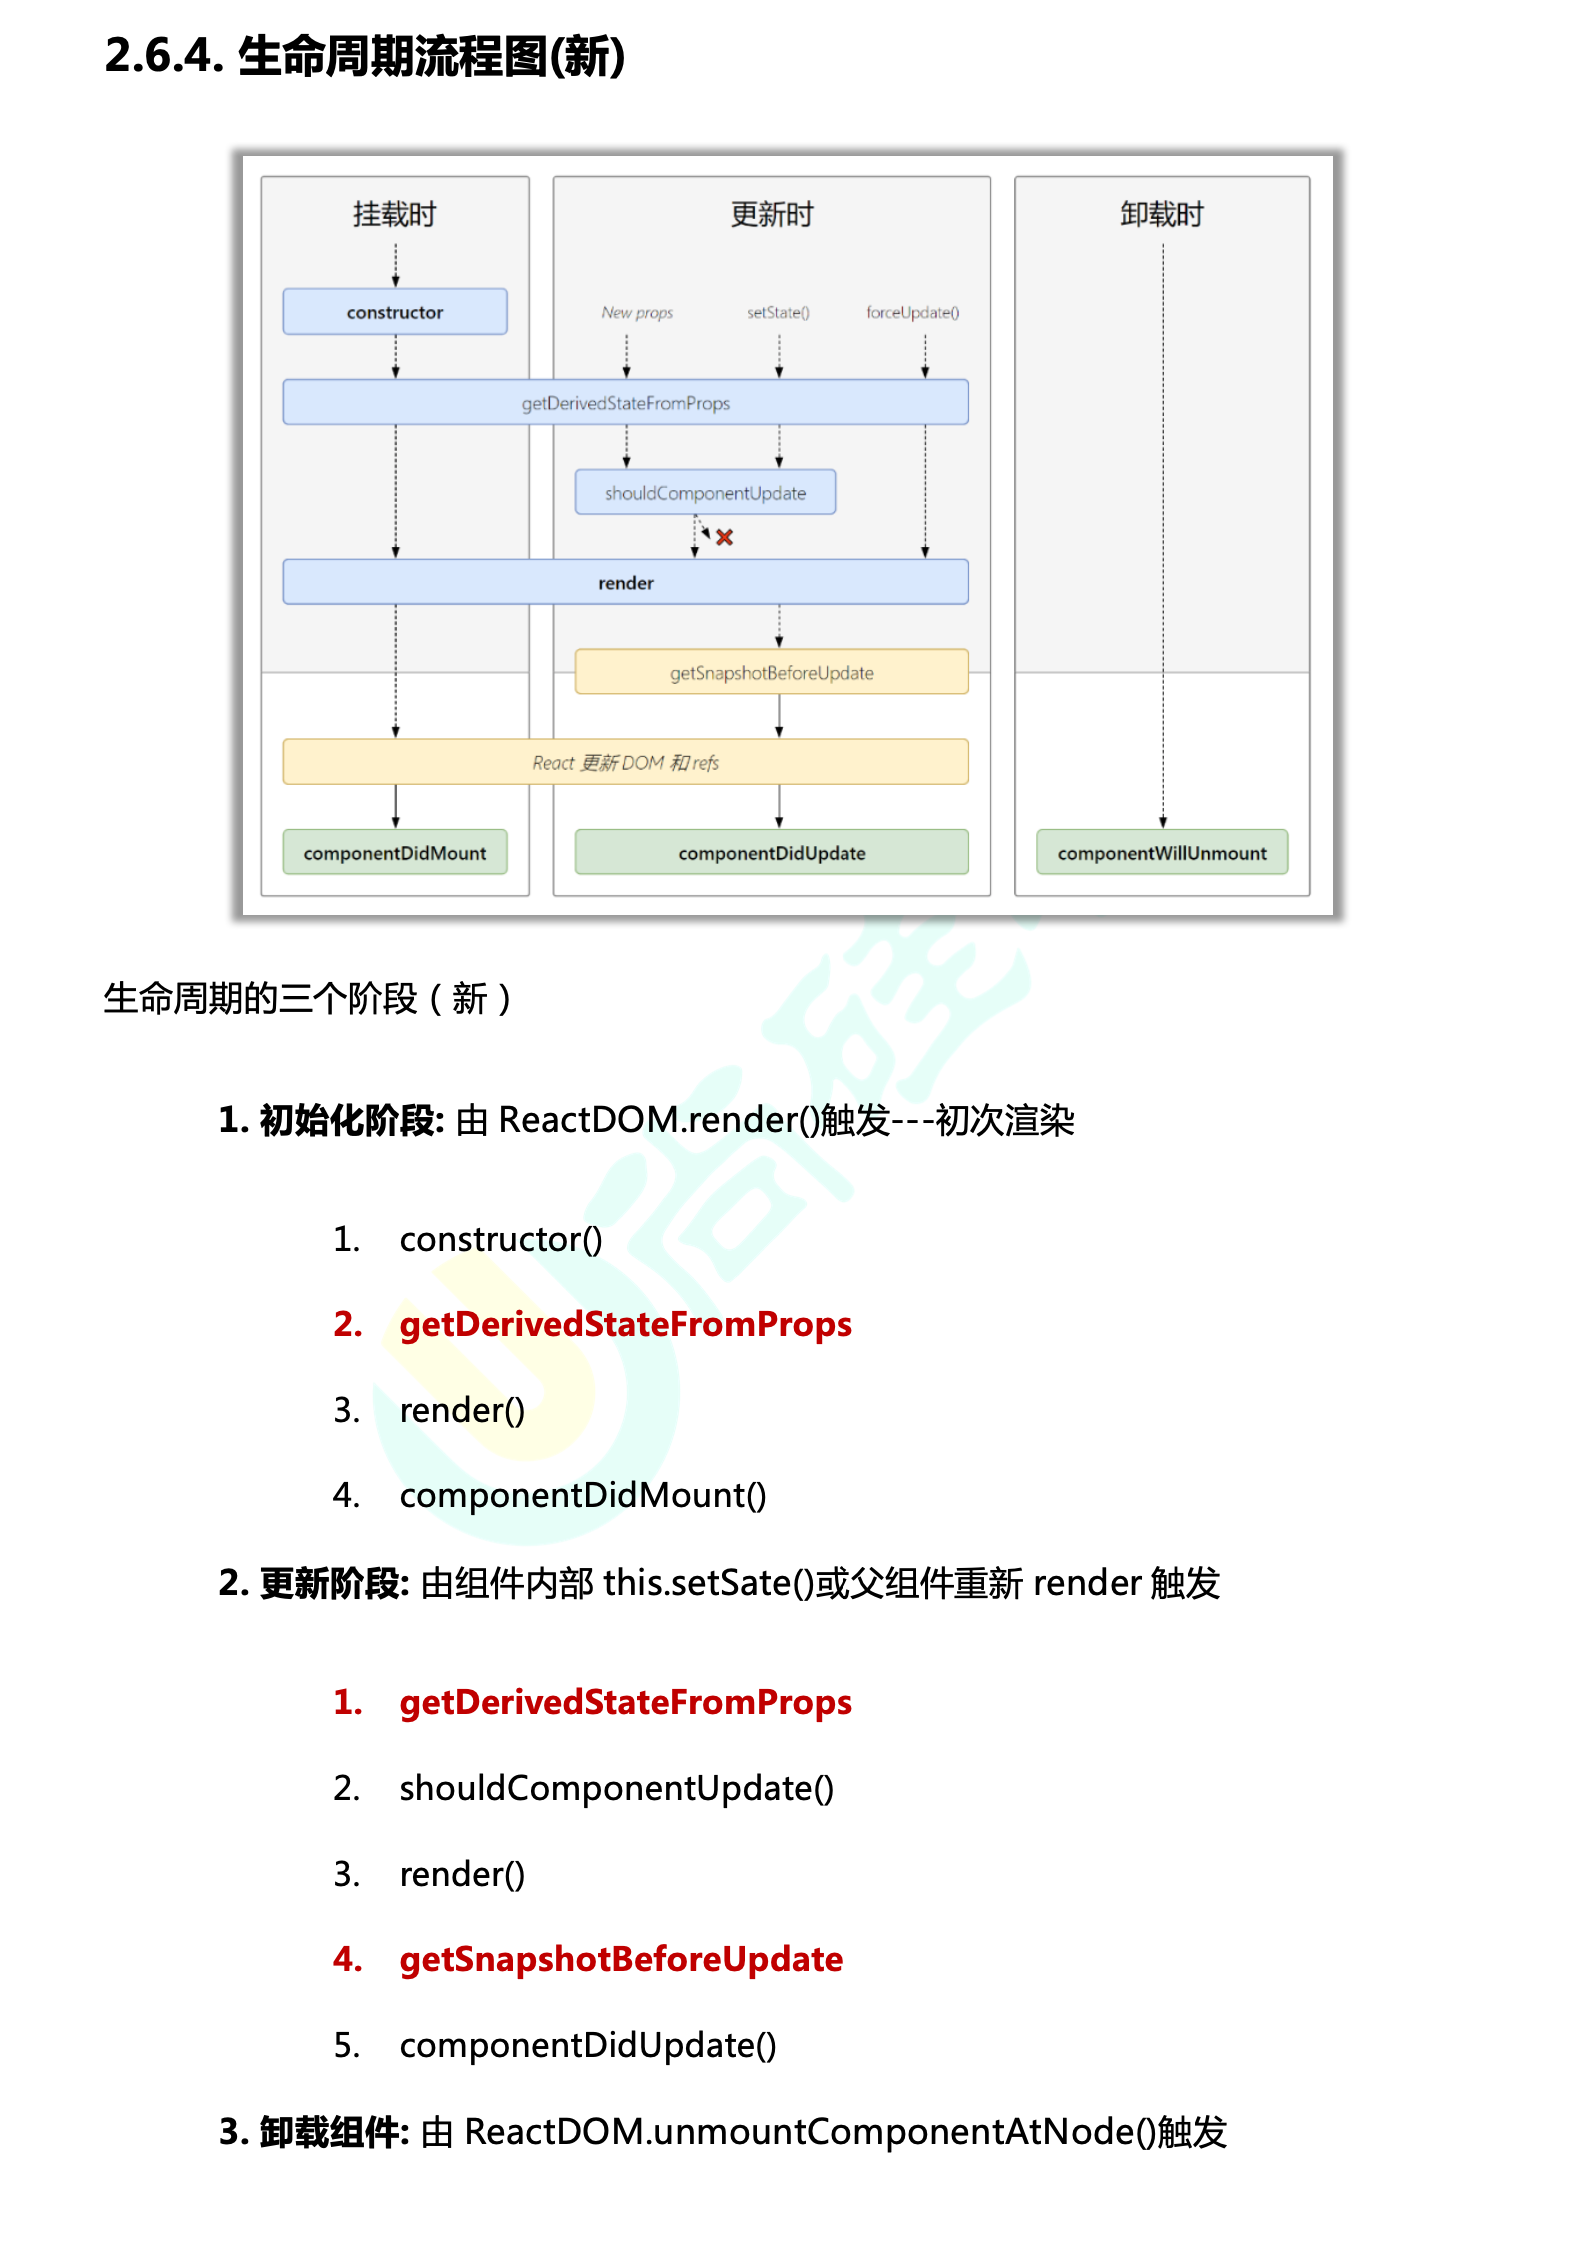 2.6.4. 生命周期流程图(新)
挂载时
更新时
卸载时
constructor
New props
setState()
forceUpdate()
getDerivedStateFromProps
shouldComponentUpdate
render
getSnapshotBeforeUpdate
React 更新 DOM 和 refs
componentDidMount
componentDidUpdate
componentWillUnmount
尚硅
生命周期的三个阶段（新）
1. 初始化阶段: 由 ReactDOM.render()触发---初次渲染
1. constructor()
2. getDerivedStateFromProps
3. render()
4. componentDidMount()
2. 更新阶段: 由组件内部 this.setSate()或父组件重新 render 触发
1. getDerivedStateFromProps
2. shouldComponentUpdate()
3. render()
4. getSnapshotBeforeUpdate
5. componentDidUpdate()
3. 卸载组件: 由 ReactDOM.unmountComponentAtNode()触发